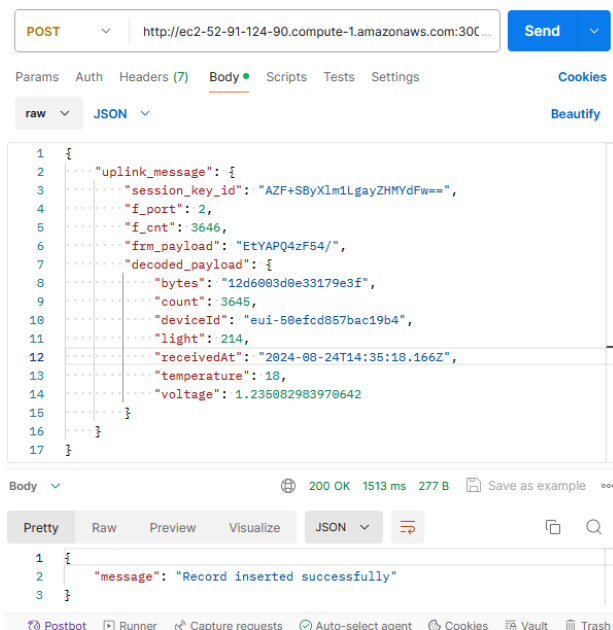 POST http://ec2-52-91-124-90.compute-1.amazonaws.com:300... Send
Params Auth Headers (7) Body Scripts Tests Settings Cookies
raw JSON Beautify
1 {
2 "uplink_message": {
3 "session_key_id": "AZF+SByXlm1LgayZHMYdFw==",
4 "f_port": 2,
5 "f_cnt": 3646,
6 "frm_payload": "EtYAPQ4zF54/",
7 "decoded_payload": {
8 "bytes": "12d6003d0e33179e3f",
9 "count": 3645,
10 "deviceId": "eui-50efcd857bac19b4",
11 "light": 214,
12 "receivedAt": "2024-08-24T14:35:18.166Z",
13 "temperature": 18,
14 "voltage": 1.235082983970642
15 }
16 }
17 }
Body 200 OK 1513 ms 277 B Save as example
Pretty Raw Preview Visualize JSON
1 {
2 "message": "Record inserted successfully"
3 }
Postbot Runner Capture requests Auto-select agent Cookies Vault Trash